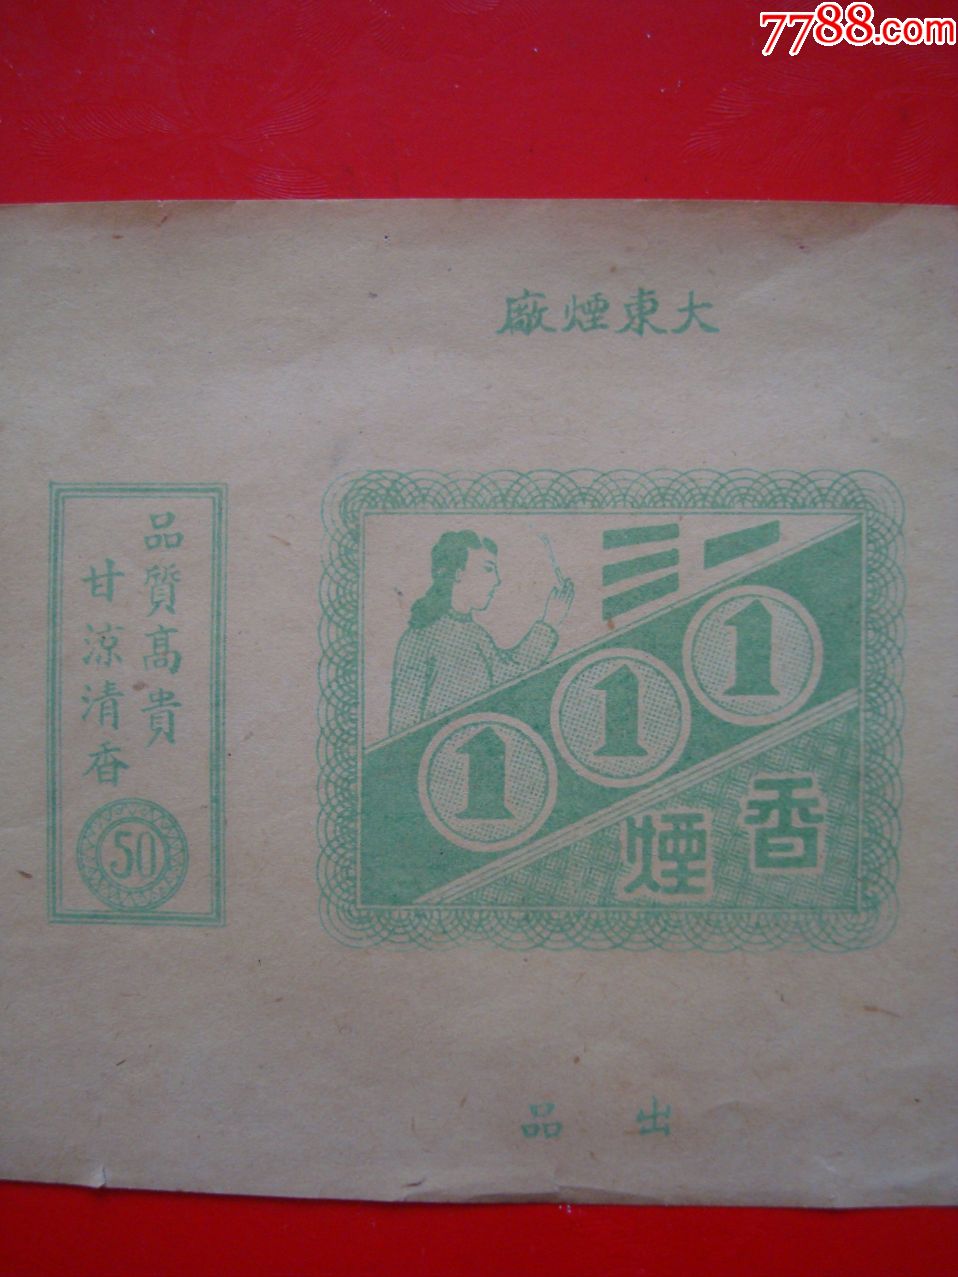 7788.com
大東煙廠
品質高貴
甘涼清香
50
三一
1 1 1
香煙
出品